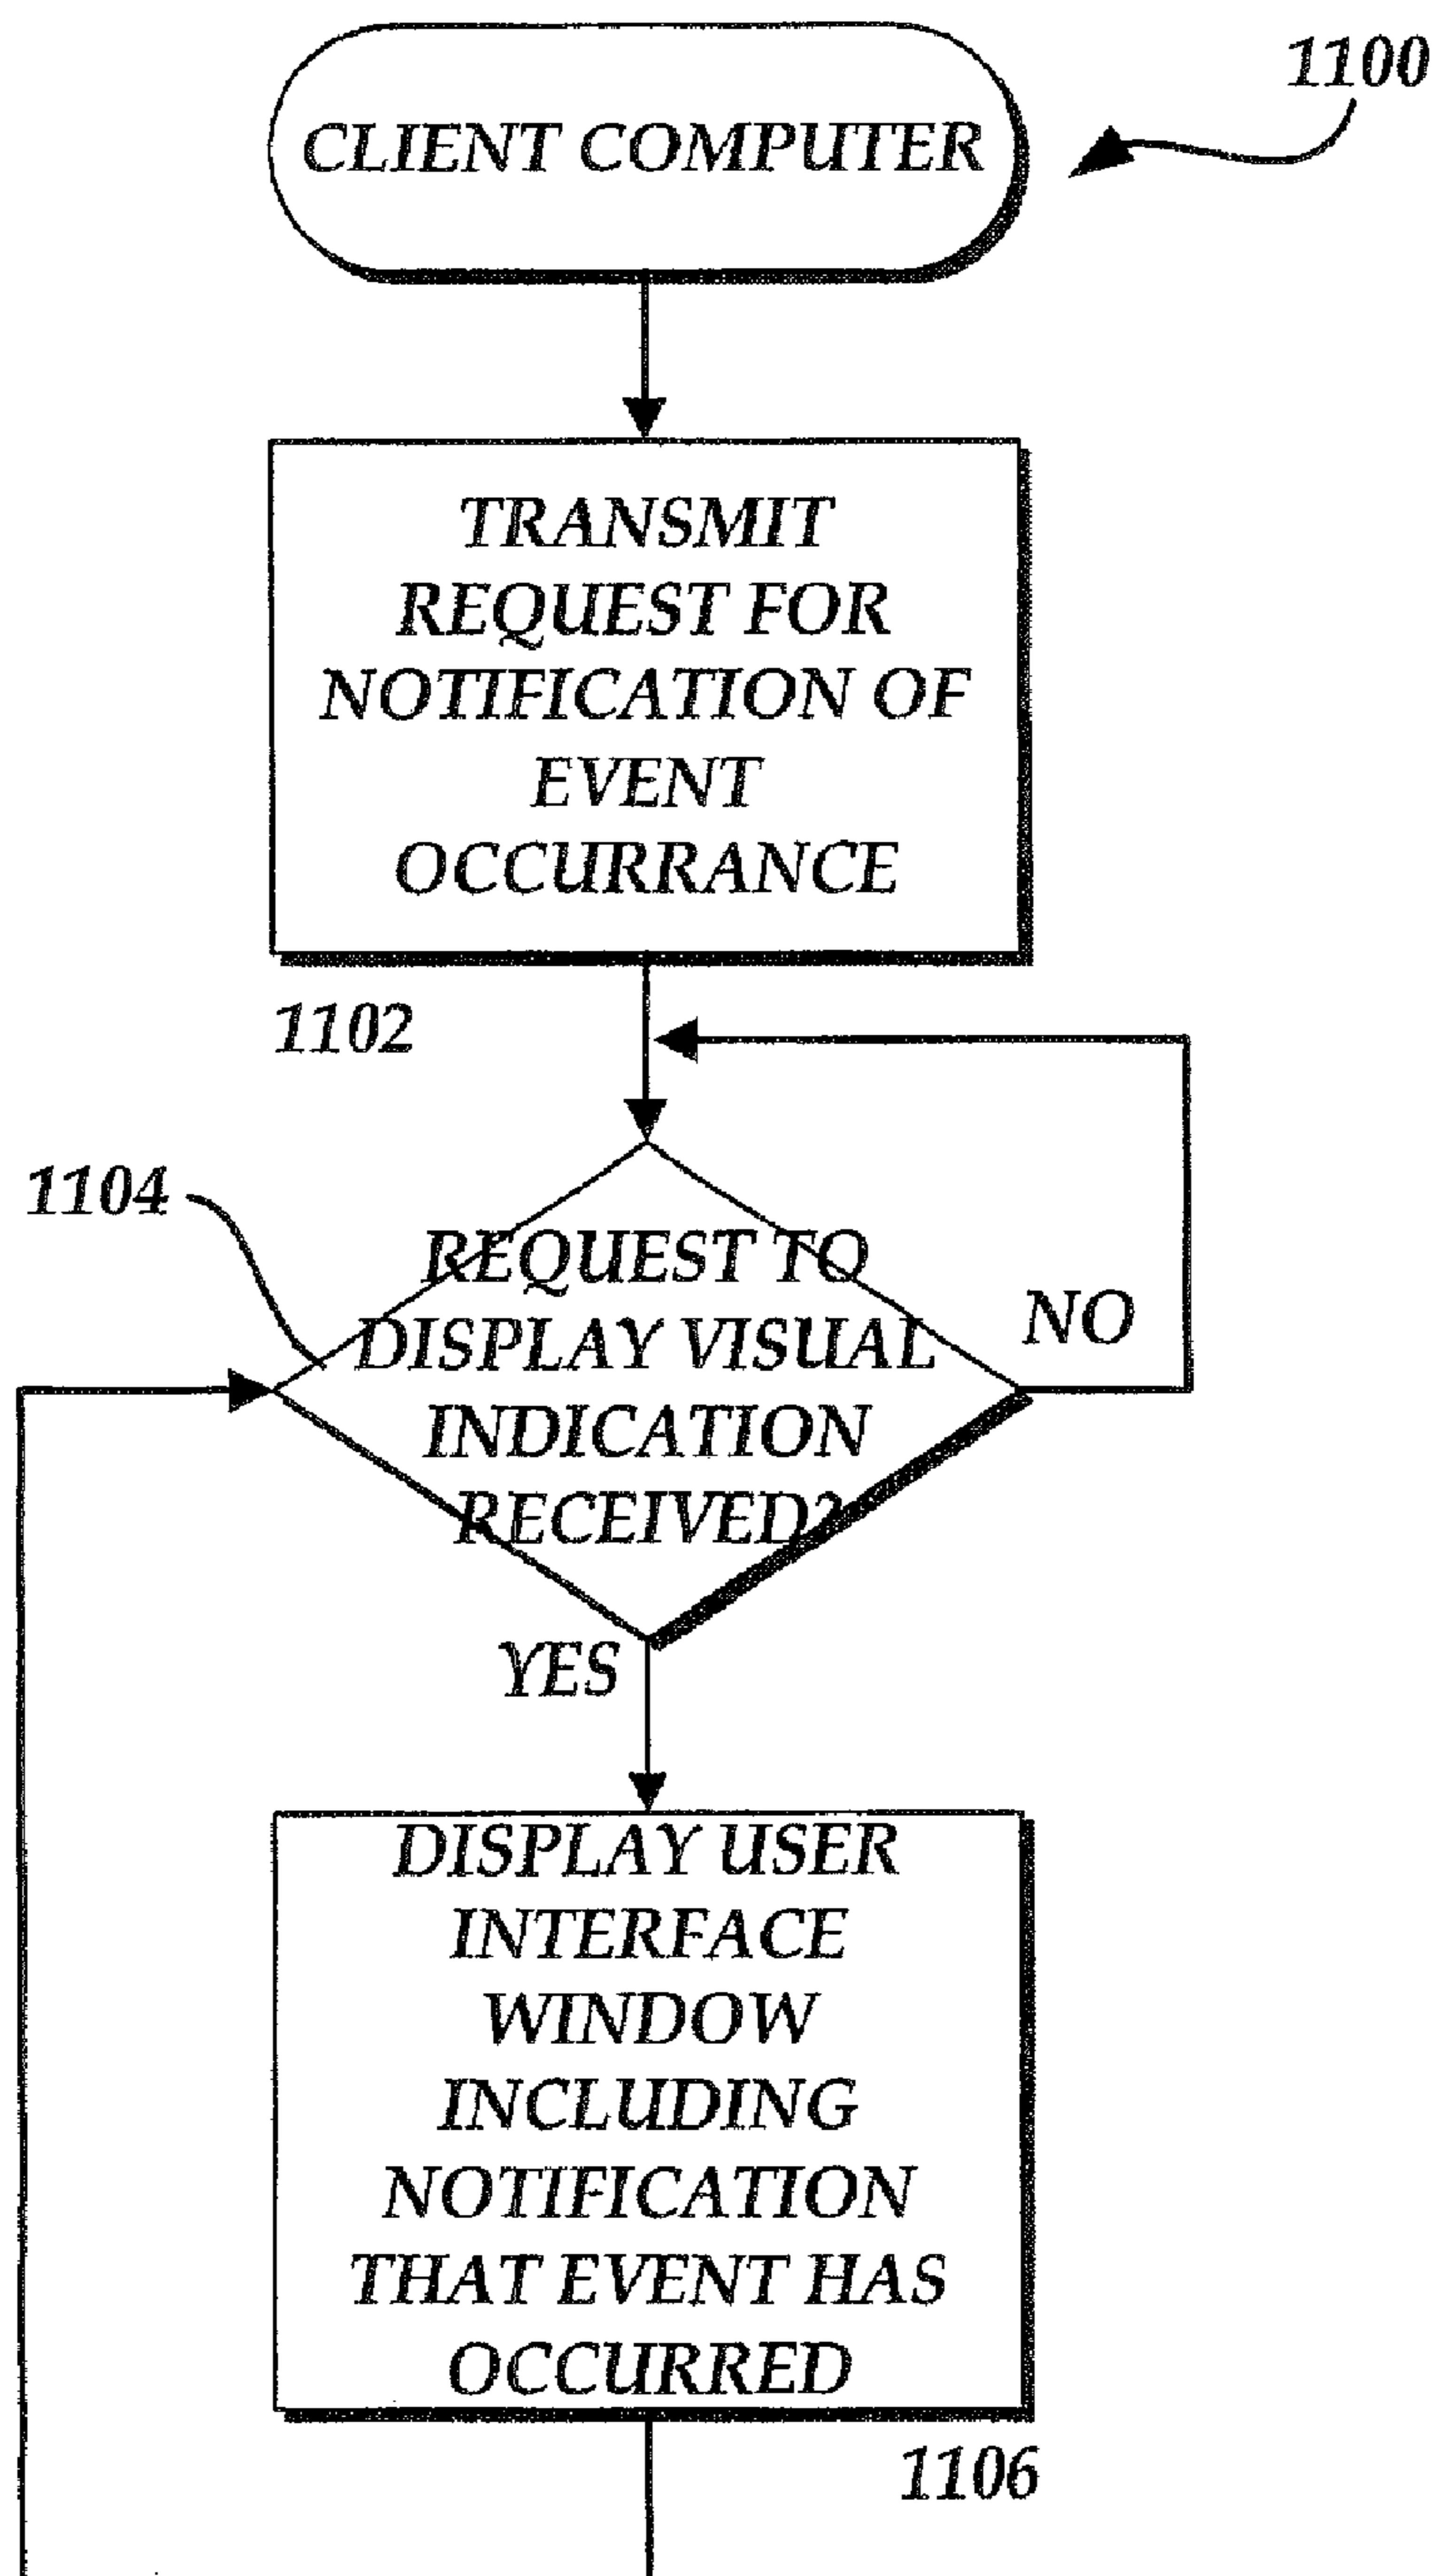 1100
CLIENT COMPUTER
TRANSMIT
REQUEST FOR
NOTIFICATION OF
EVENT
OCCURRANCE
1102
1104
REQUEST TO
DISPLAY VISUAL
INDICATION
RECEIVED?
NO
YES
DISPLAY USER
INTERFACE
WINDOW
INCLUDING
NOTIFICATION
THAT EVENT HAS
OCCURRED
1106